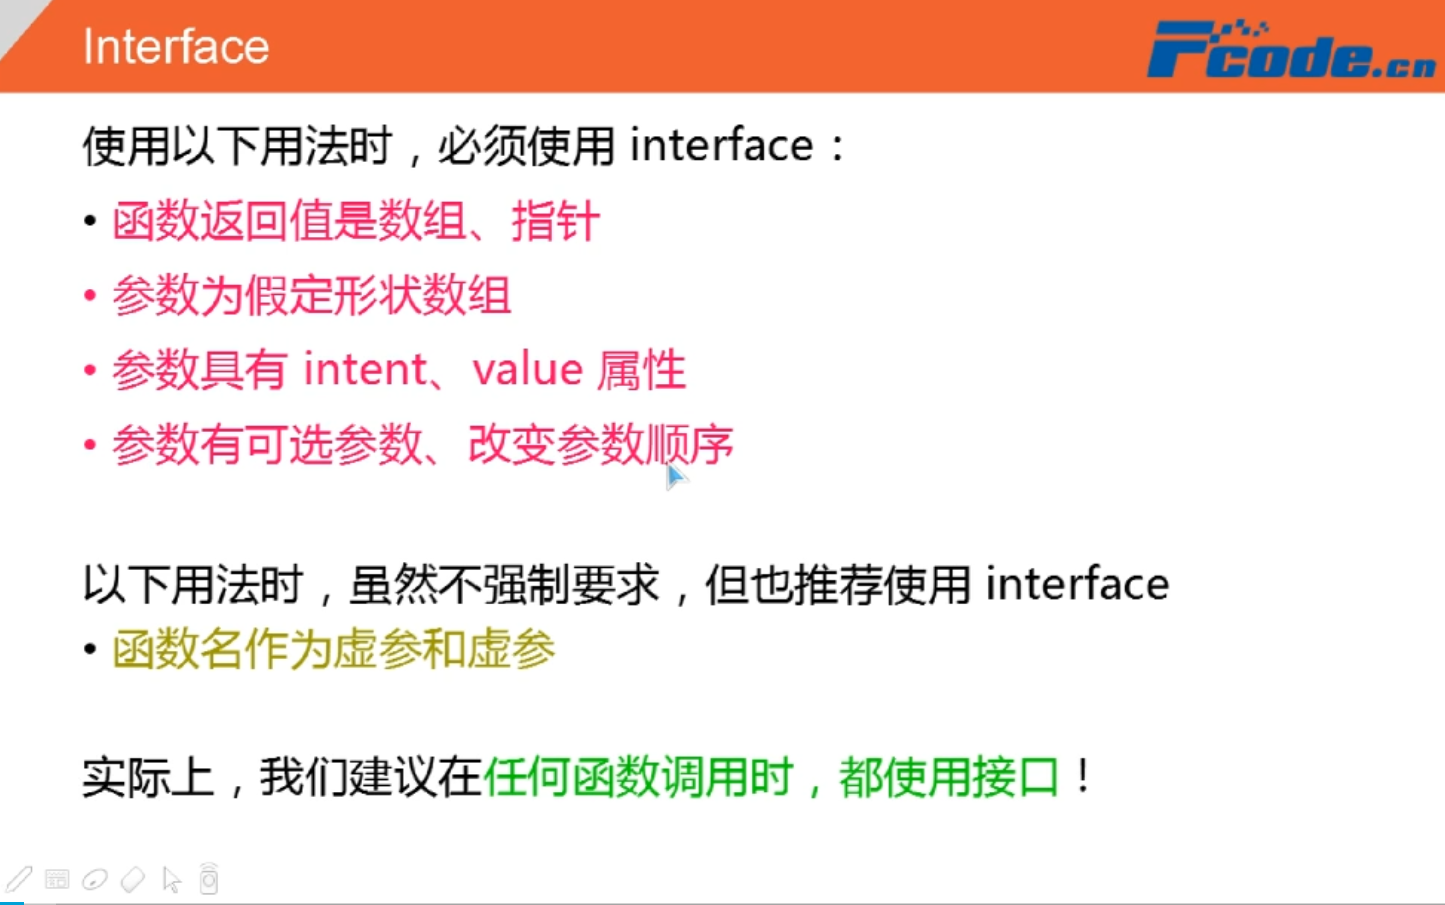 Interface
Fcode.cn
使用以下用法时，必须使用 interface：
• 函数返回值是数组、指针
• 参数为假定形状数组
• 参数具有 intent、value 属性
• 参数有可选参数、改变参数顺序
以下用法时，虽然不强制要求，但也推荐使用 interface
• 函数名作为虚参和虚参
实际上，我们建议在任何函数调用时，都使用接口！